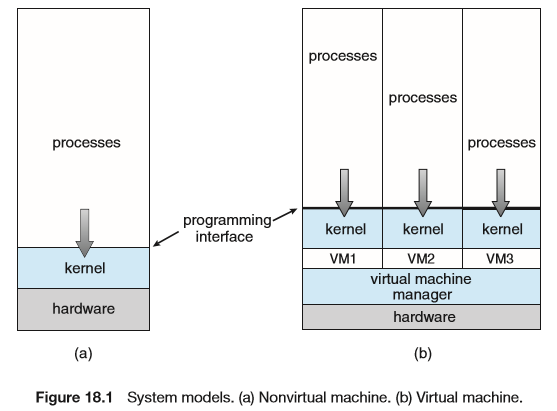 processes
kernel
hardware
(a)
programming
interface
processes
processes
processes
kernel
kernel
kernel
VM1
VM2
VM3
virtual machine
manager
hardware
(b)
Figure 18.1 System models. (a) Nonvirtual machine. (b) Virtual machine.